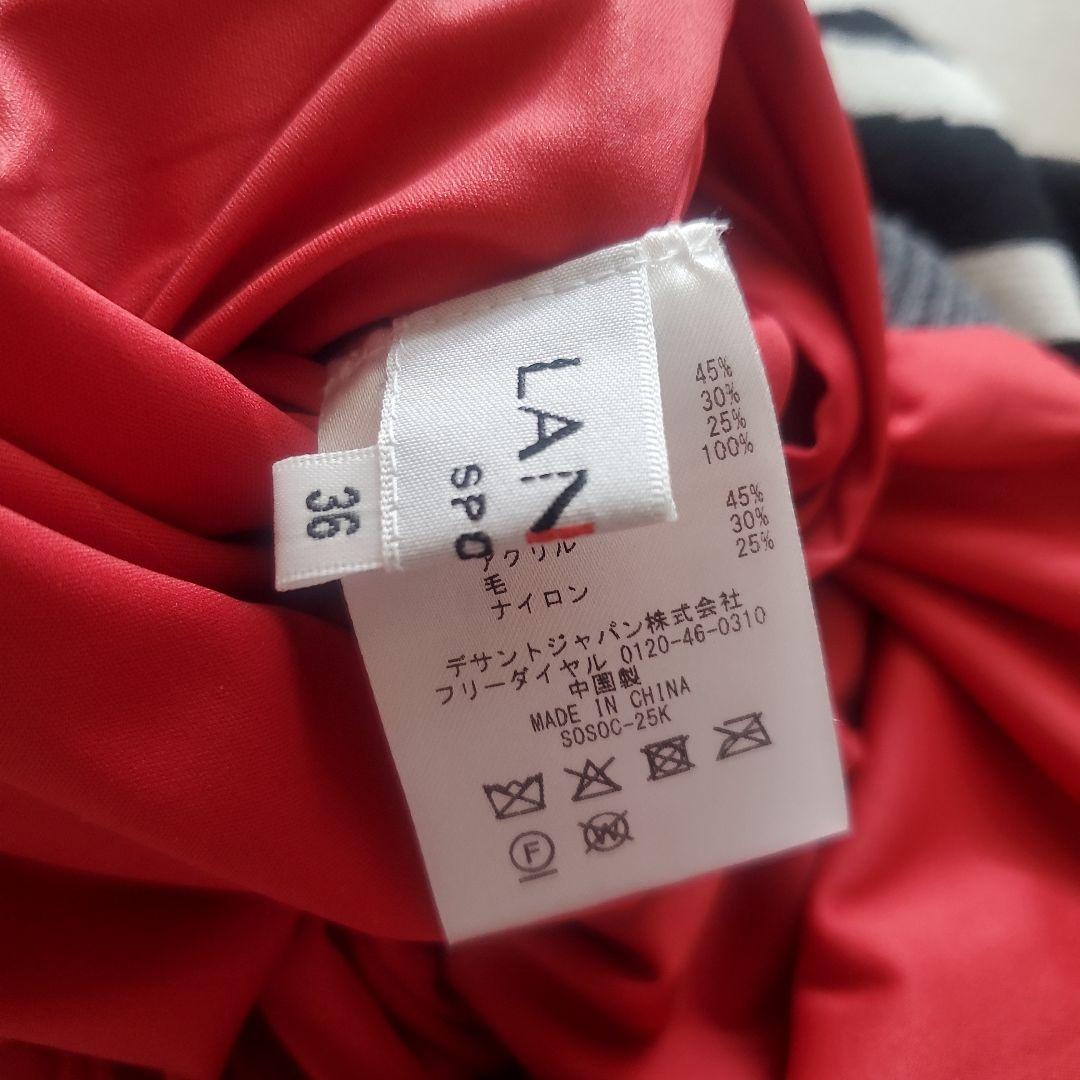 LAN
SPO
36
45%
30%
25%
100%
45%
30%
25%
アクリル
毛
ナイロン
デサントジャパン株式会社
フリーダイヤル 0120-46-0310
中国製
MADE IN CHINA
SOSOC-25K
F
W